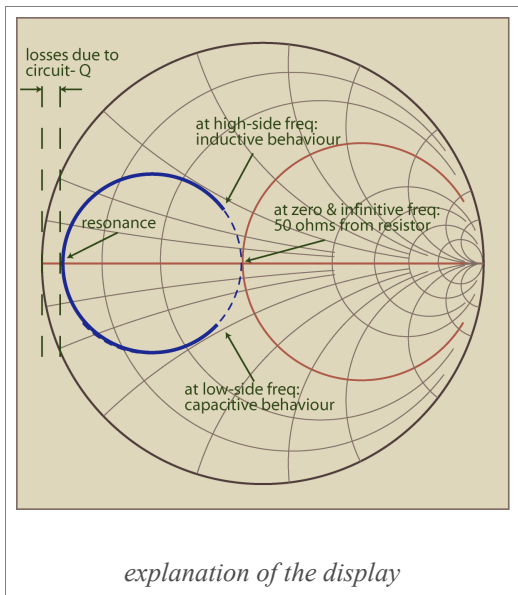 losses due to
circuit- Q
at high-side freq:
inductive behaviour
at zero & infinitive freq:
50 ohms from resistor
resonance
at low-side freq:
capacitive behaviour
explanation of the display